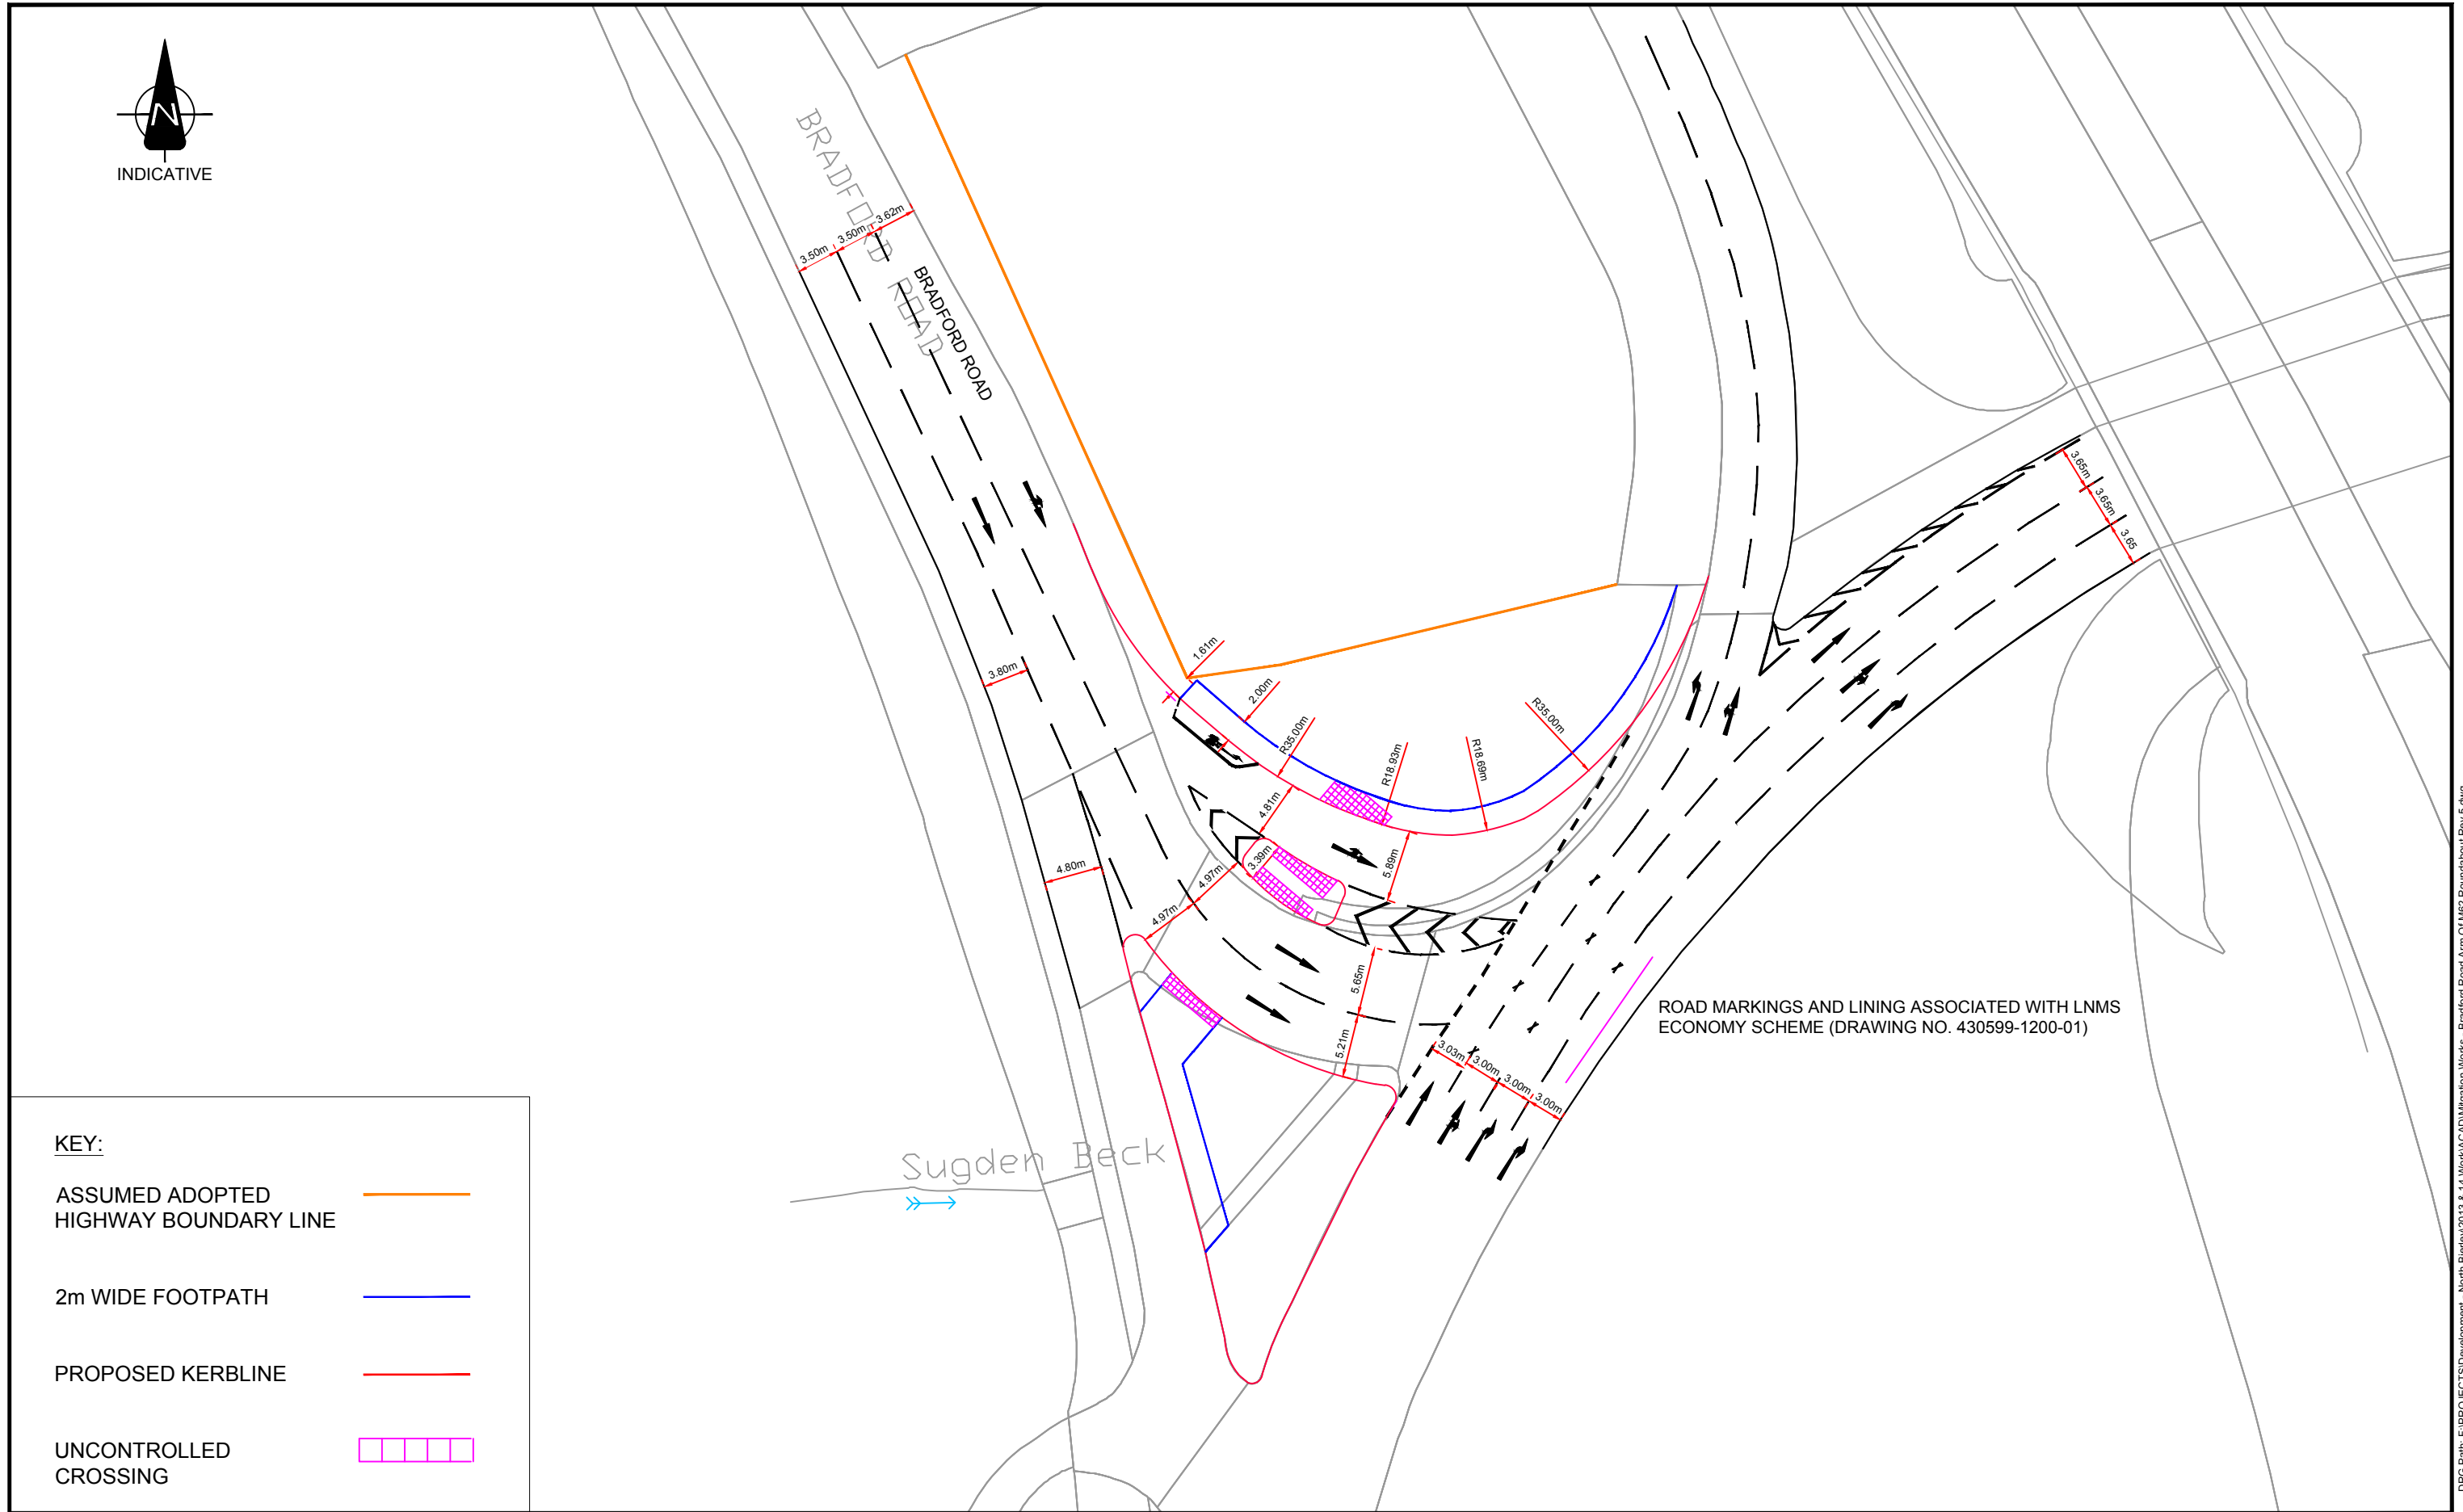 N
INDICATIVE
BRADFORD ROAD
BRADFORD ROAD
3.50m
3.50m
3.62m
3.80m
4.80m
1.61m
2.00m
R35.00m
R18.93m
R18.69m
R35.00m
4.81m
3.39m
4.97m
4.97m
5.89m
5.65m
5.21m
3.65m
3.65m
3.65
3.03m
3.00m
3.00m
3.00m
ROAD MARKINGS AND LINING ASSOCIATED WITH LNMS
ECONOMY SCHEME (DRAWING NO. 430599-1200-01)
Sugden Beck
KEY:
ASSUMED ADOPTED
HIGHWAY BOUNDARY LINE
2m WIDE FOOTPATH
PROPOSED KERBLINE
UNCONTROLLED
CROSSING